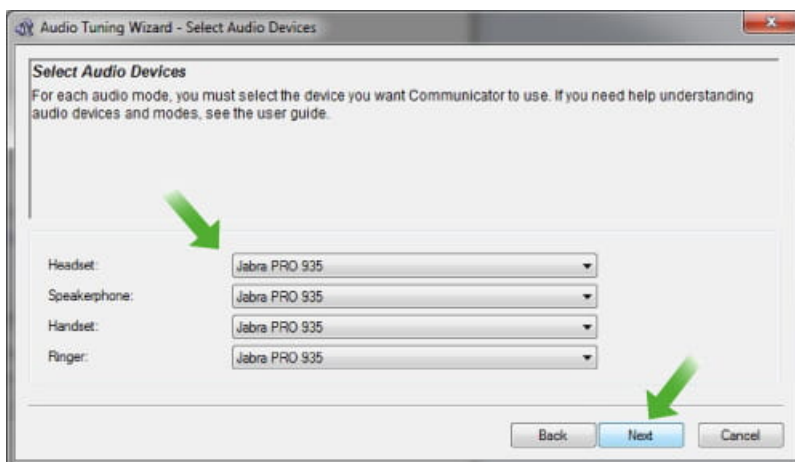 Audio Tuning Wizard - Select Audio Devices
Select Audio Devices
For each audio mode, you must select the device you want Communicator to use. If you need help understanding
audio devices and modes, see the user guide.
Headset: Jabra PRO 935
Speakerphone: Jabra PRO 935
Handset: Jabra PRO 935
Ringer: Jabra PRO 935
Back Next Cancel